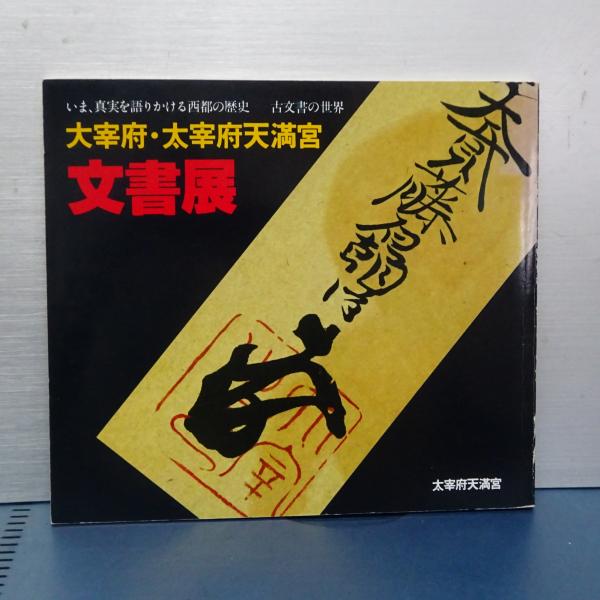 いま、真実を語りかける西都の歴史　古文書の世界
大宰府・太宰府天満宮
文書展
太宰府天満宮